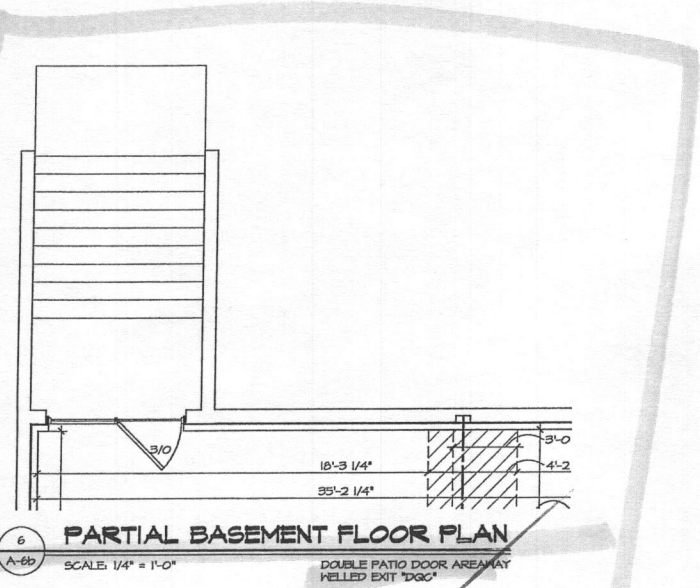 3/0
3'-0
18'-3 1/4"
4'-2
35'-2 1/4"
6
A-6b
PARTIAL BASEMENT FLOOR PLAN
SCALE: 1/4" = 1'-0"
DOUBLE PATIO DOOR AREAWAY
WELLED EXIT "DQC"